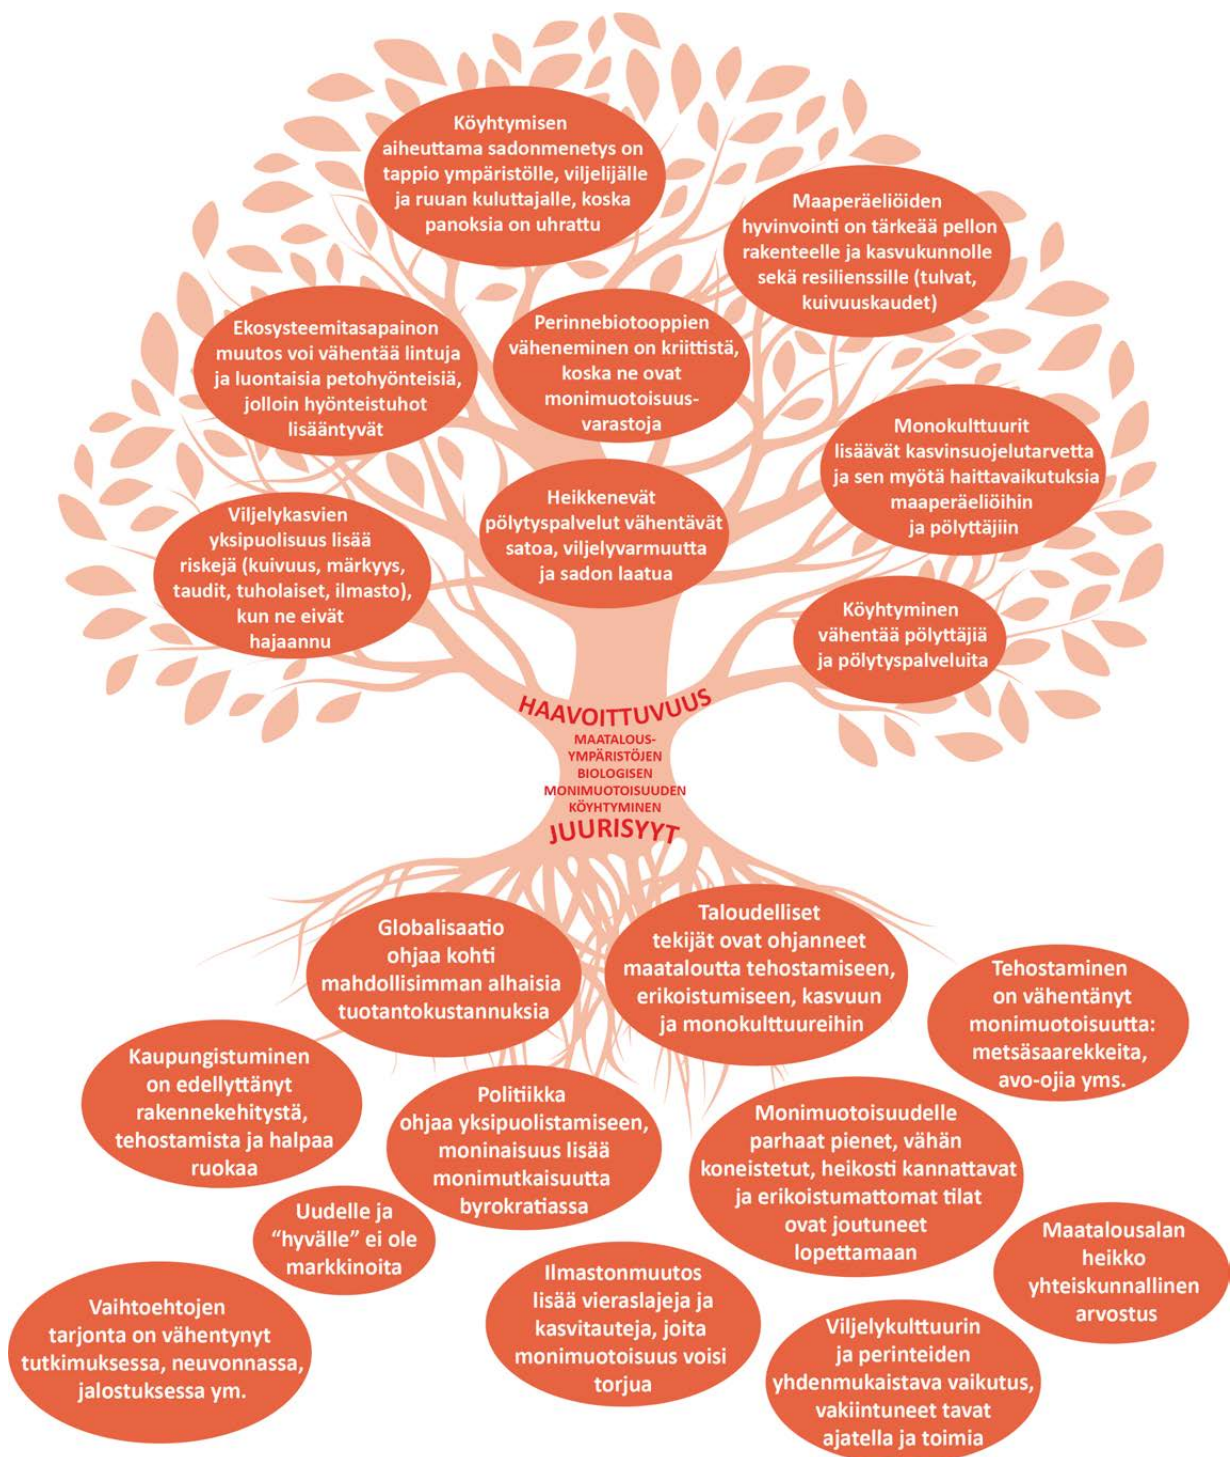 Köyhtymisen
aiheuttama sadonmenetys on
tappio ympäristölle, viljelijälle
ja ruuan kuluttajalle, koska
panoksia on uhrattu
Maaperäeliöiden
hyvinvointi on tärkeää pellon
rakenteelle ja kasvukunnolle
sekä resilienssille (tulvat,
kuivuuskaudet)
Ekosysteemitasapainon
muutos voi vähentää lintuja
ja luontaisia petohyönteisiä,
jolloin hyönteistuhot
lisääntyvät
Perinnebiotooppien
väheneminen on kriittistä,
koska ne ovat
monimuotoisuus-
varastoja
Monokulttuurit
lisäävät kasvinsuojelutarvetta
ja sen myötä haittavaikutuksia
maaperäeliöihin
ja pölyttäjiin
Viljelykasvien
yksipuolisuus lisää
riskejä (kuivuus, märkyys,
taudit, tuholaiset, ilmasto),
kun ne eivät
hajaannu
Heikkenevät
pölytyspalvelut vähentävät
satoa, viljelyvarmuutta
ja sadon laatua
Köyhtyminen
vähentää pölyttäjiä
ja pölytyspalveluita
HAAVOITTUVUUS
MAATALOUS-
YMPÄRISTÖJEN
BIOLOGISEN
MONIMUOTOISUUDEN
KÖYHTYMINEN
JUURISYYT
Globalisaatio
ohjaa kohti
mahdollisimman alhaisia
tuotantokustannuksia
Taloudelliset
tekijät ovat ohjanneet
maataloutta tehostamiseen,
erikoistumiseen, kasvuun
ja monokulttuureihin
Tehostaminen
on vähentänyt
monimuotoisuutta:
metsäsaarekkeita,
avo-ojia yms.
Kaupungistuminen
on edellyttänyt
rakennekehitystä,
tehostamista ja halpaa
ruokaa
Politiikka
ohjaa yksipuolistamiseen,
moninaisuus lisää
monimutkaisuutta
byrokratiassa
Monimuotoisuudelle
parhaat pienet, vähän
koneistetut, heikosti kannattavat
ja erikoistumattomat tilat
ovat joutuneet
lopettamaan
Uudelle ja
“hyvälle” ei ole
markkinoita
Maatalousalan
heikko
yhteiskunnallinen
arvostus
Ilmastonmuutos
lisää vieraslajeja ja
kasvitauteja, joita
monimuotoisuus voisi
torjua
Vaihtoehtojen
tarjonta on vähentynyt
tutkimuksessa, neuvonnassa,
jalostuksessa ym.
Viljelykulttuurin
ja perinteiden
yhdenmukaistava vaikutus,
vakiintuneet tavat
ajatella ja toimia